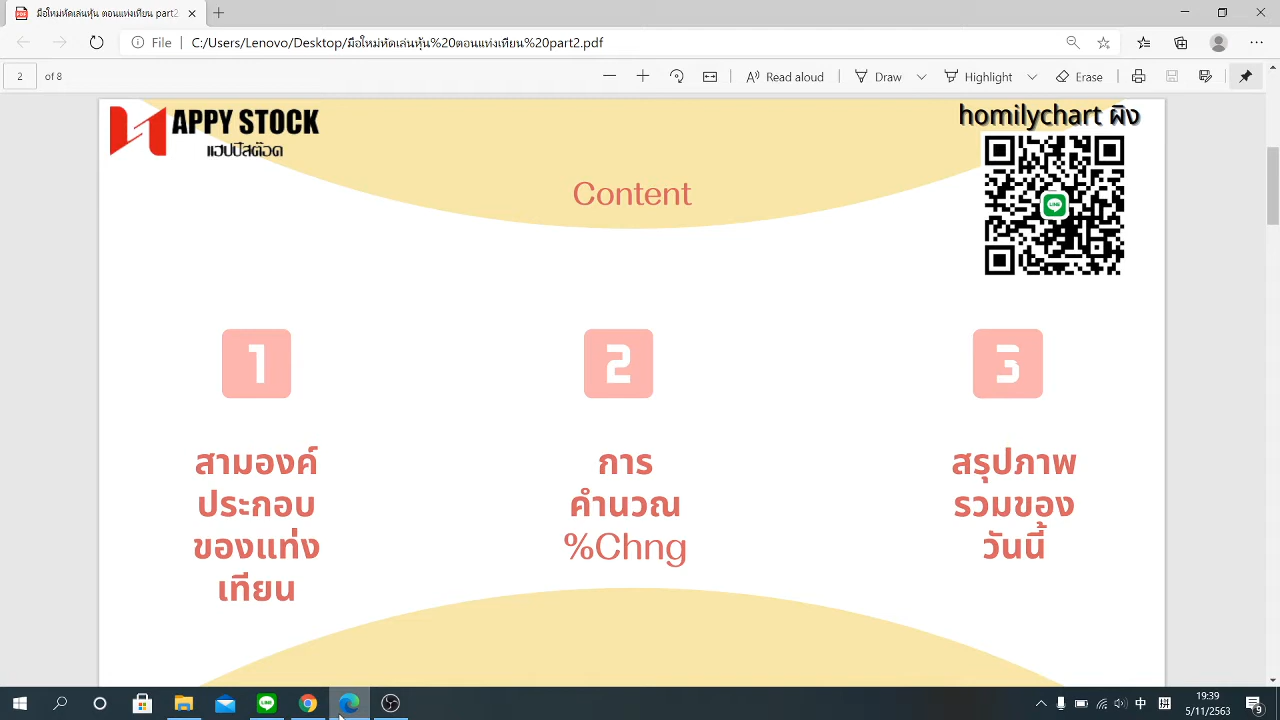 มือใหม่หัดเล่นหุ้น ตอนแท่งเทียน part2
File
C:/Users/Lenovo/Desktop/มือใหม่หัดเล่นหุ้น%20ตอนแท่งเทียน%20part2.pdf
2 of 8
Read aloud
Draw
Highlight
Erase
APPY STOCK
แฮปปี้สต๊อค
homilychart ผิง
LINE
Content
1
2
3
สามองค์
ประกอบ
ของแท่ง
เทียน
การ
คำนวณ
%Chng
สรุปภาพ
รวมของ
วันนี้
中
拼
19:39
5/11/2563
9